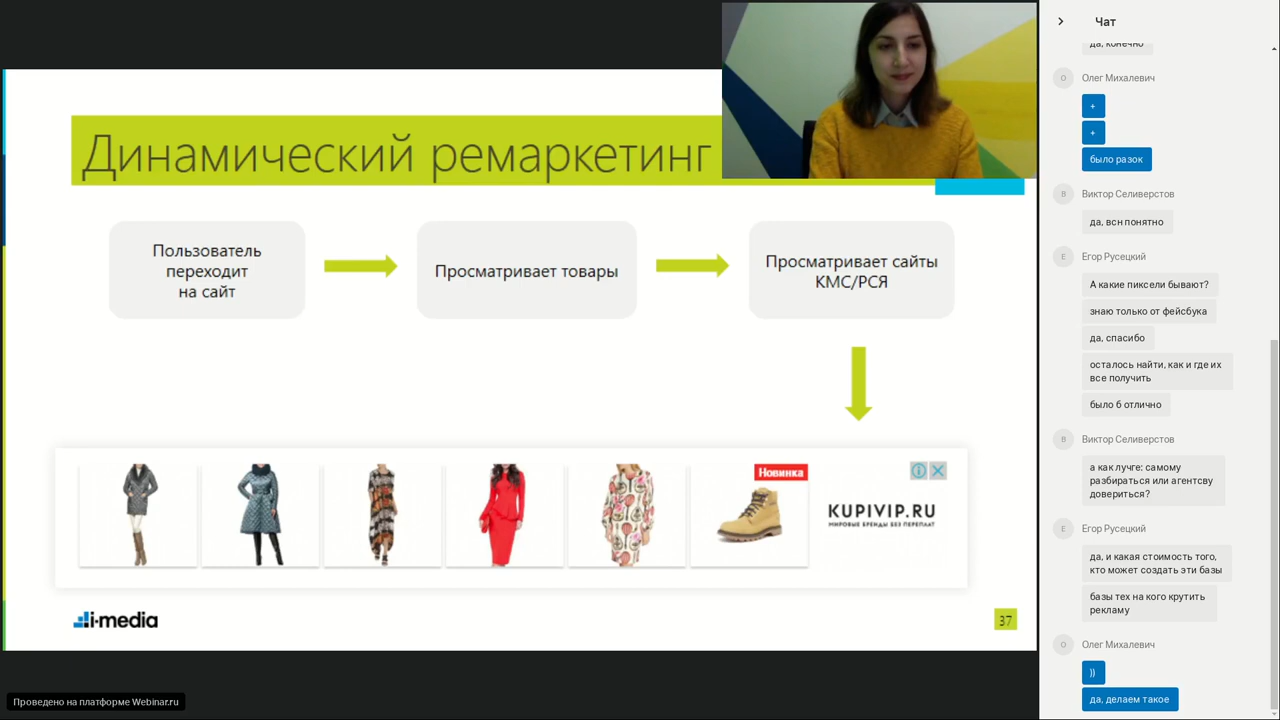 Динамический ремаркетинг
Пользователь
переходит
на сайт
Просматривает товары
Просматривает сайты
КМС/РСЯ
Новинка
KUPIVIP.RU
МИРОВЫЕ БРЕНДЫ БЕЗ ПЕРЕПЛАТ
i-media
37
Проведено на платформе Webinar.ru
Чат
да, конечно
О
Олег Михалевич
+
+
было разок
В
Виктор Селиверстов
да, всн понятно
Е
Егор Русецкий
А какие пиксели бывают?
знаю только от фейсбука
да, спасибо
осталось найти, как и где их
все получить
было б отлично
В
Виктор Селиверстов
а как лучге: самому
разбираться или агентсву
довериться?
Е
Егор Русецкий
да, и какая стоимость того,
кто может создать эти базы
базы тех на кого крутить
рекламу
О
Олег Михалевич
))
да, делаем такое